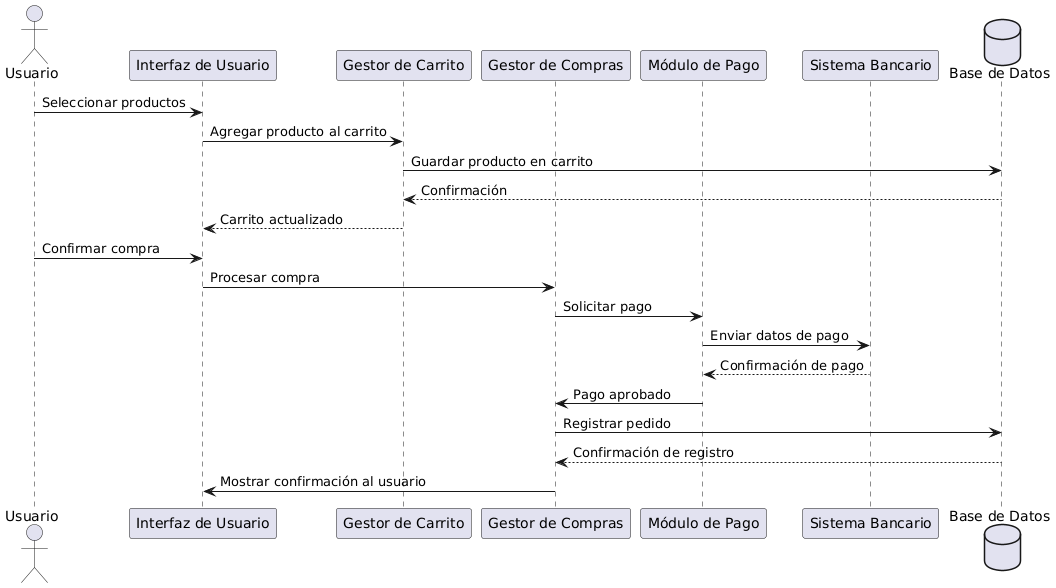 Usuario
Interfaz de Usuario
Gestor de Carrito
Gestor de Compras
Módulo de Pago
Sistema Bancario
Base de Datos
Seleccionar productos
Agregar producto al carrito
Guardar producto en carrito
Confirmación
Carrito actualizado
Confirmar compra
Procesar compra
Solicitar pago
Enviar datos de pago
Confirmación de pago
Pago aprobado
Registrar pedido
Confirmación de registro
Mostrar confirmación al usuario
Usuario
Interfaz de Usuario
Gestor de Carrito
Gestor de Compras
Módulo de Pago
Sistema Bancario
Base de Datos